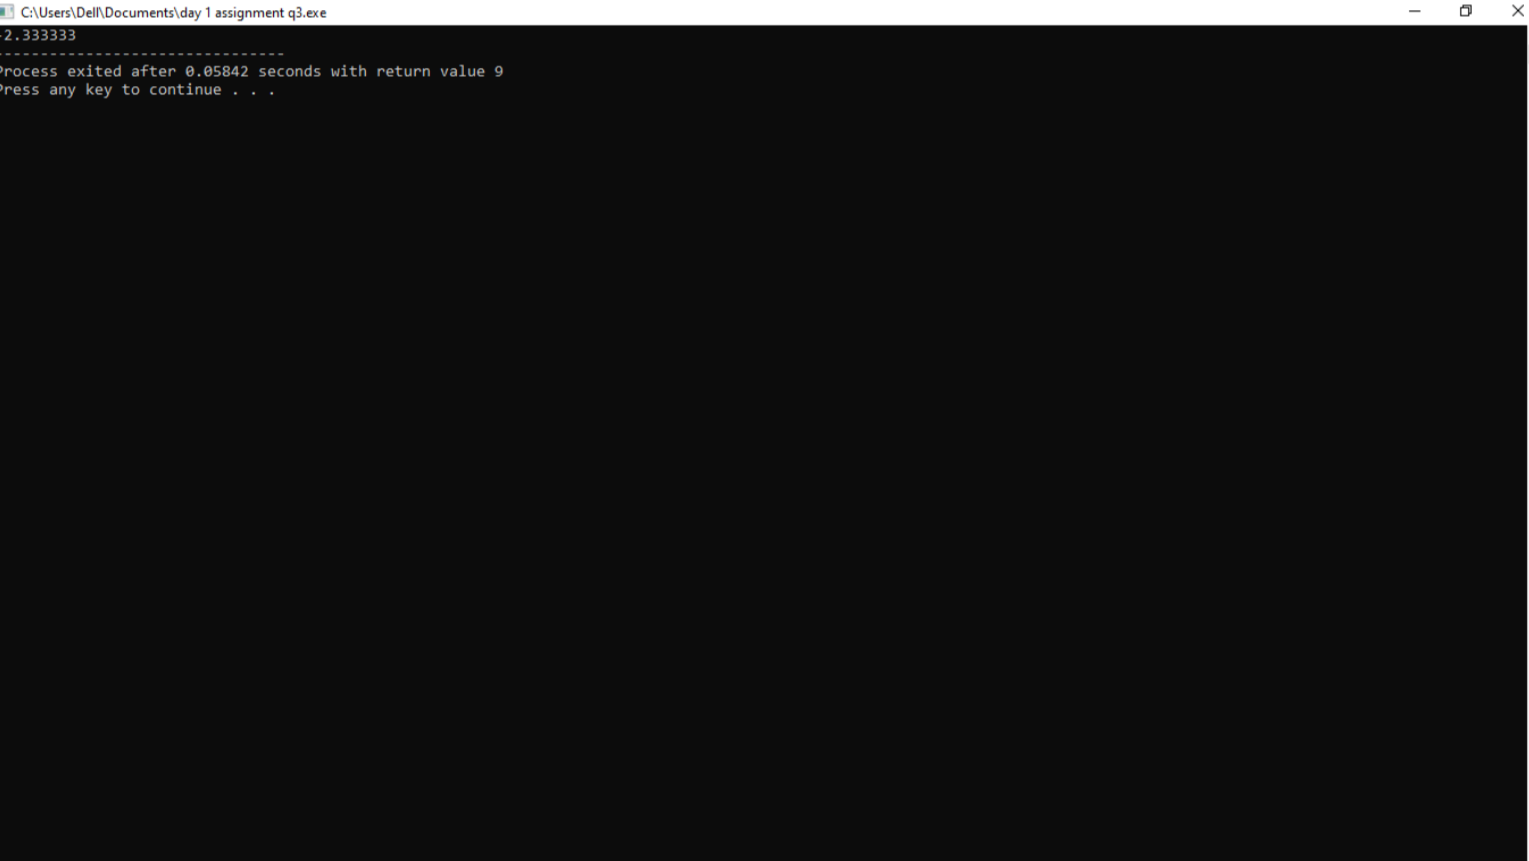 C:\Users\Dell\Documents\day 1 assignment q3.exe
-2.333333
--------------------------------
Process exited after 0.05842 seconds with return value 9
Press any key to continue . . .